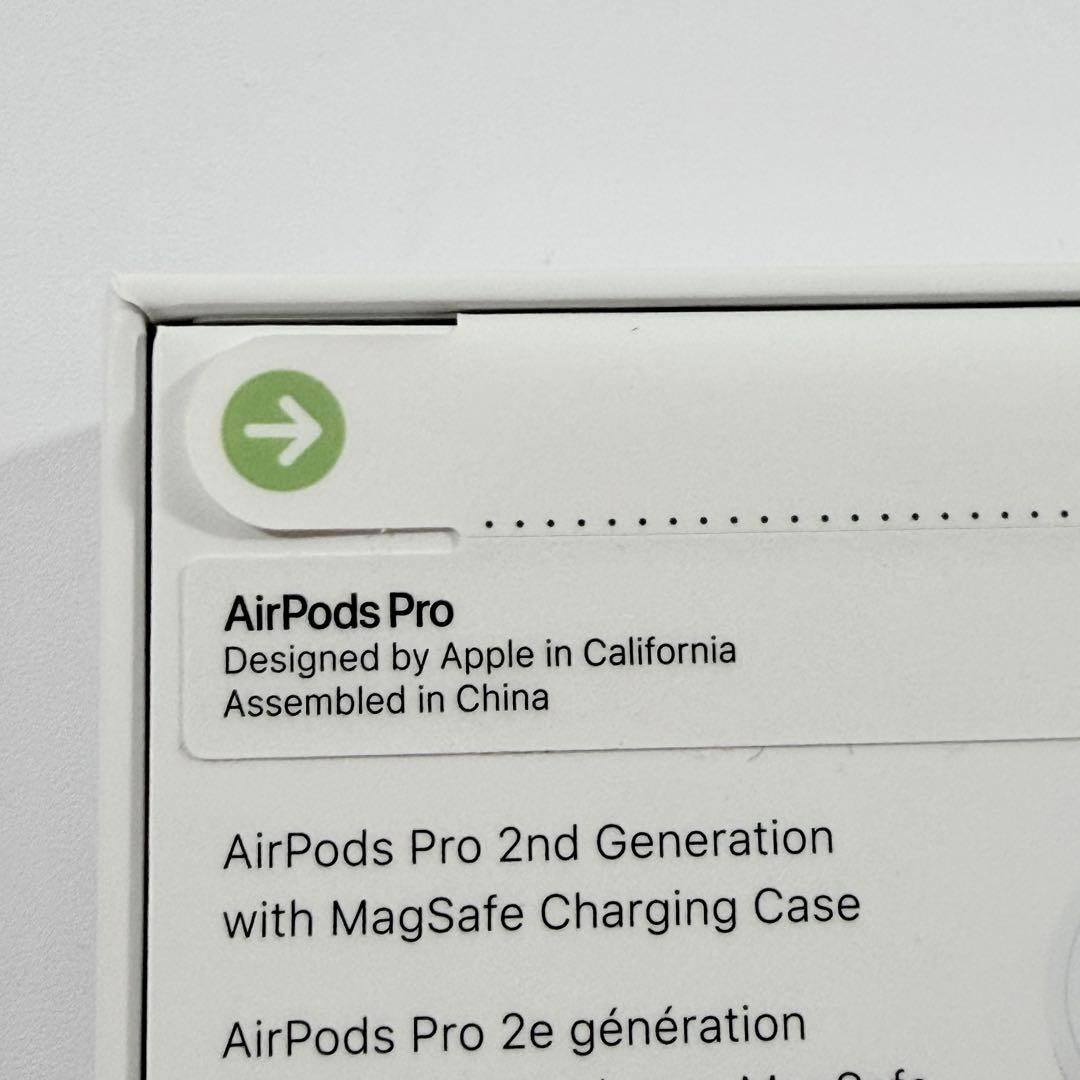 AirPods Pro
Designed by Apple in California
Assembled in China
AirPods Pro 2nd Generation
with MagSafe Charging Case
AirPods Pro 2e génération
MagSafe